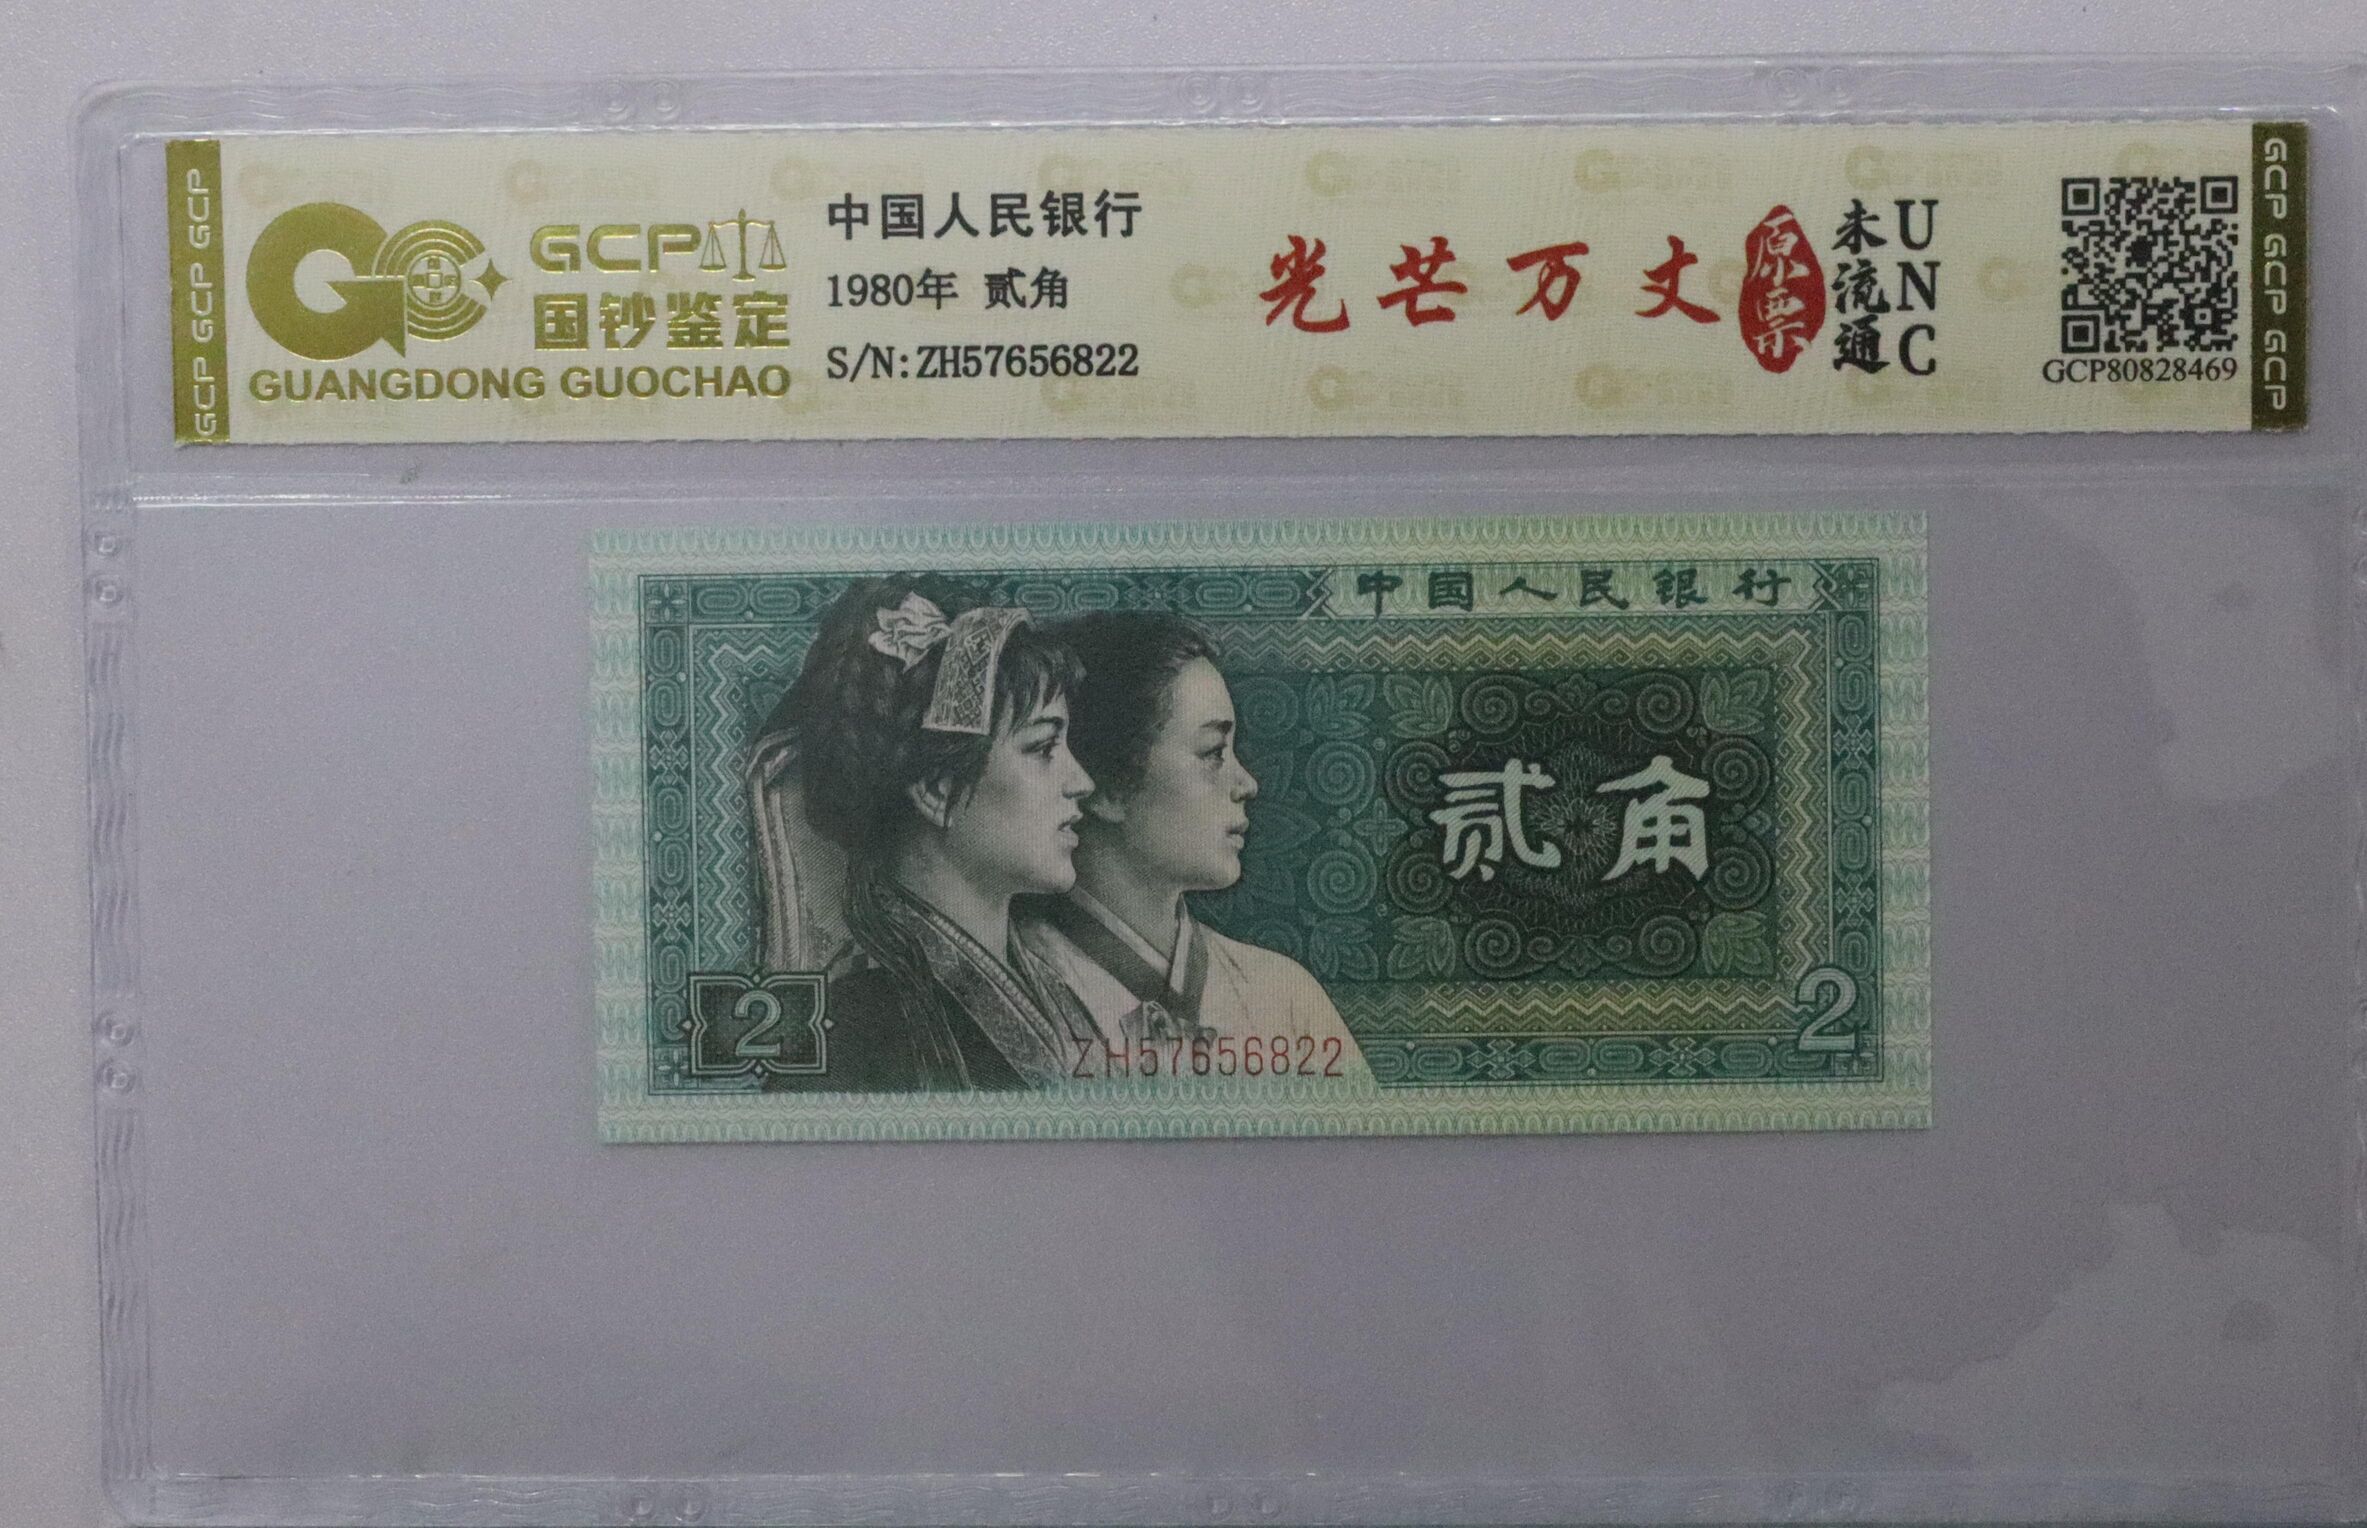 GCP GCP GCP
GCP
国钞鉴定
GUANGDONG GUOCHAO
中国人民银行
1980年 贰角
S/N:ZH57656822
光芒万丈
原票
未流通
UNC
GCP80828469
GCP GCP GCP
中国人民银行
贰角
2
2
ZH57656822